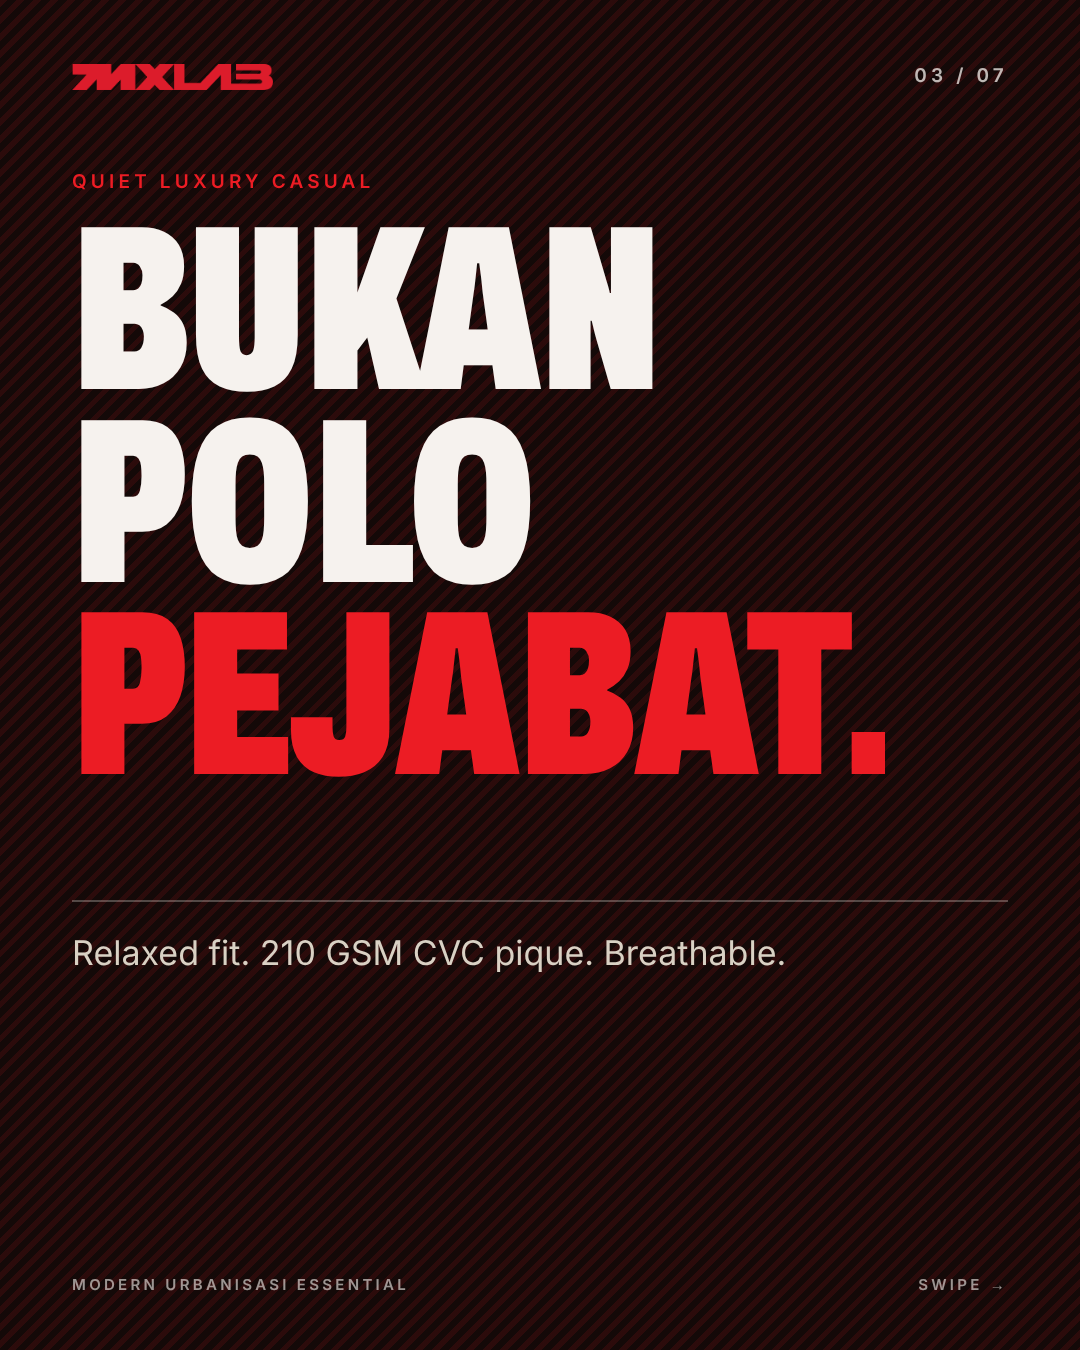 7MXLAB
03 / 07
QUIET LUXURY CASUAL
BUKAN
POLO
PEJABAT.
Relaxed fit. 210 GSM CVC pique. Breathable.
MODERN URBANISASI ESSENTIAL
SWIPE →